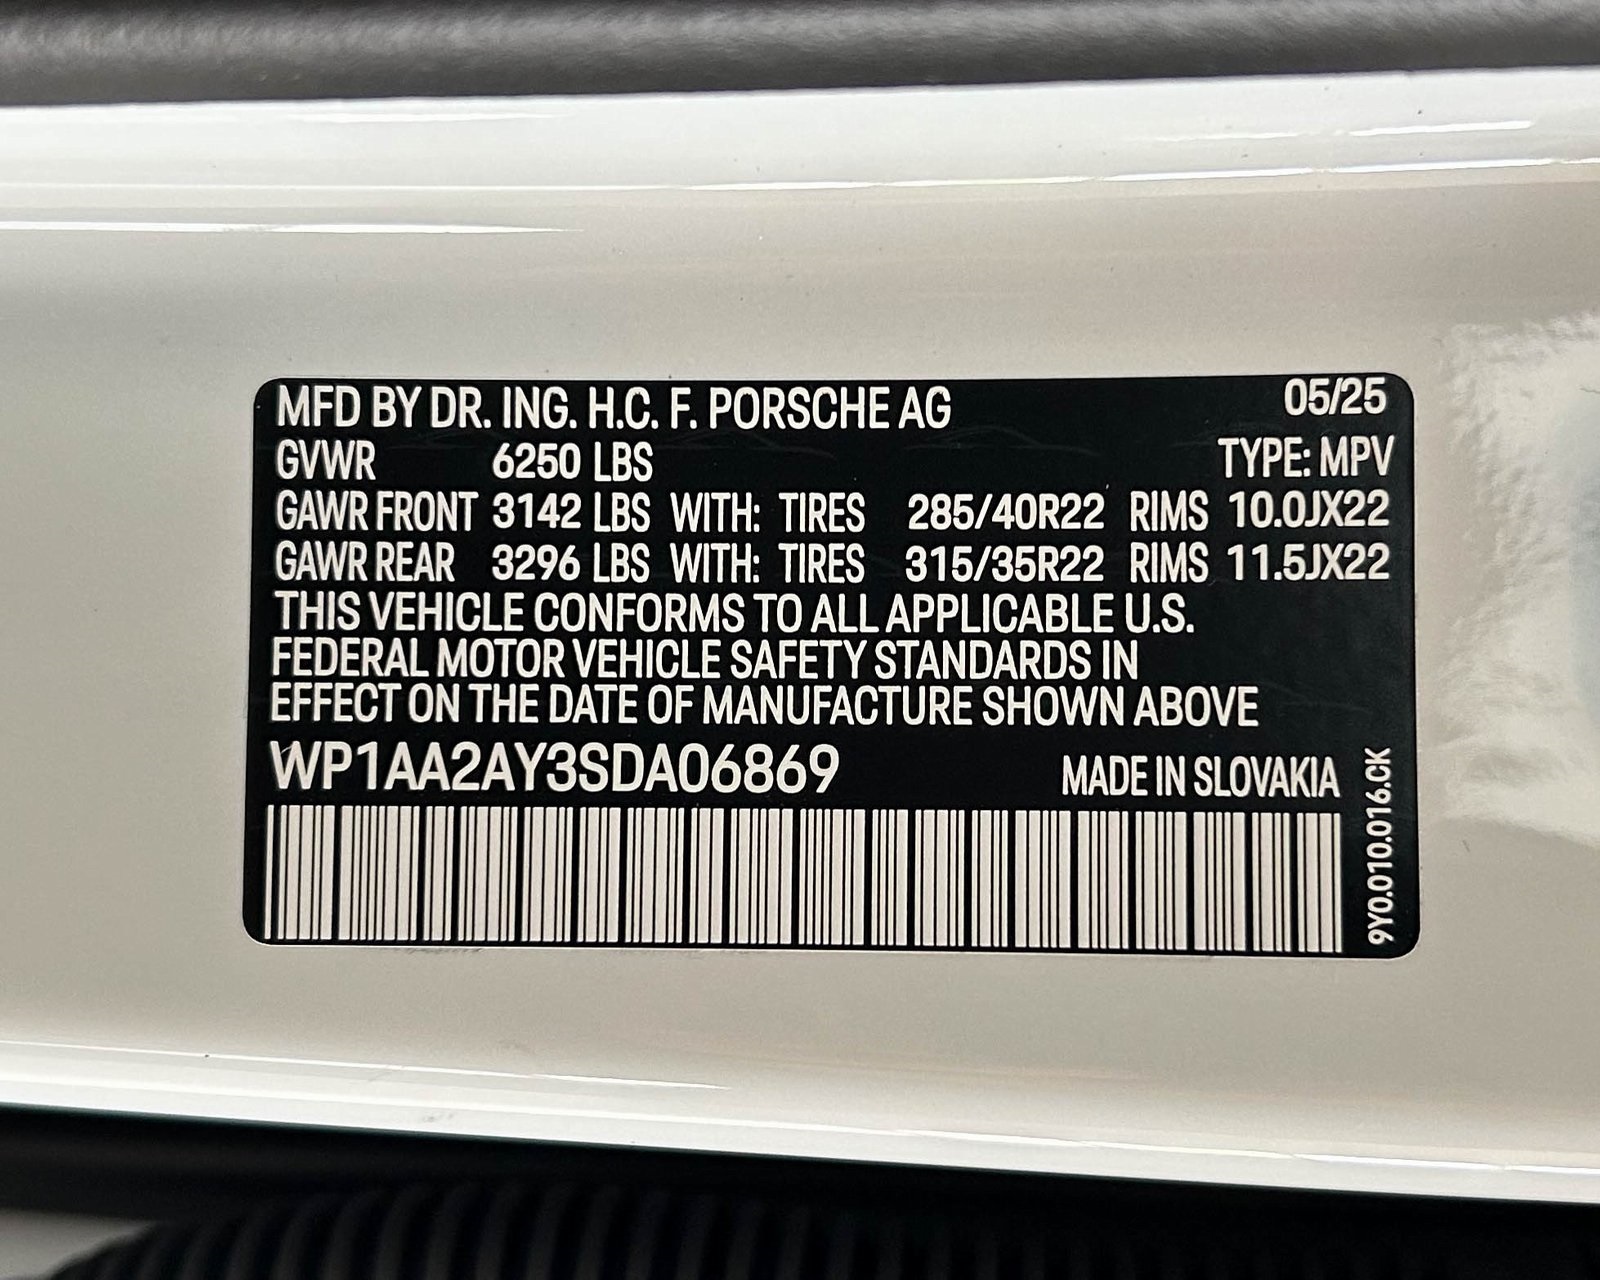 MFD BY DR. ING. H.C. F. PORSCHE AG 05/25
GVWR 6250 LBS TYPE: MPV
GAWR FRONT 3142 LBS WITH: TIRES 285/40R22 RIMS 10.0JX22
GAWR REAR 3296 LBS WITH: TIRES 315/35R22 RIMS 11.5JX22
THIS VEHICLE CONFORMS TO ALL APPLICABLE U.S.
FEDERAL MOTOR VEHICLE SAFETY STANDARDS IN
EFFECT ON THE DATE OF MANUFACTURE SHOWN ABOVE
WP1AA2AY3SDA06869 MADE IN SLOVAKIA
9Y0.010.016.CK